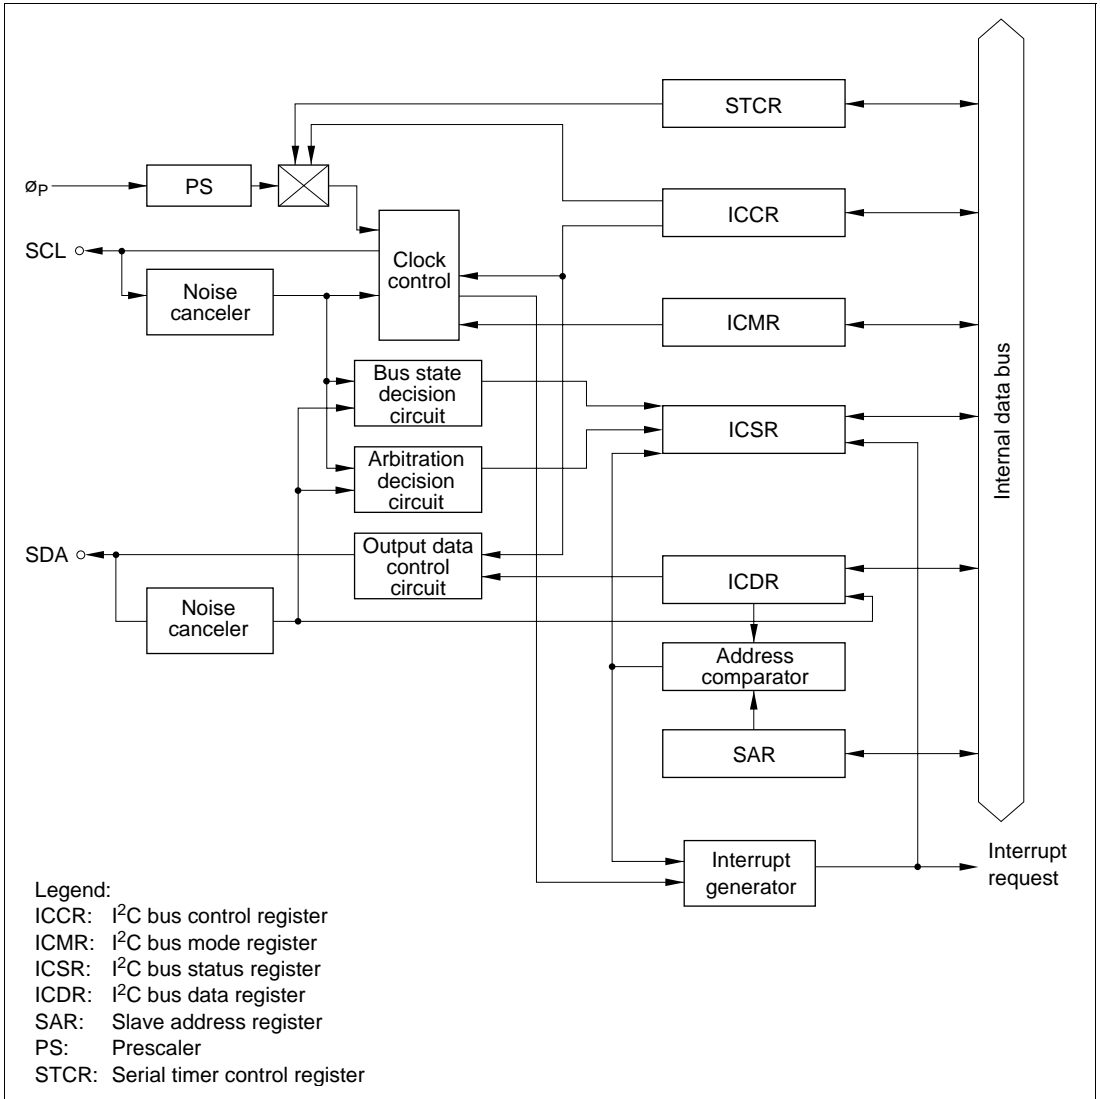 STCR
øP
PS
ICCR
SCL
Clock
control
Noise
canceler
ICMR
Bus state
decision
circuit
ICSR
Internal data bus
Arbitration
decision
circuit
SDA
Output data
control
circuit
ICDR
Noise
canceler
Address
comparator
SAR
Interrupt
generator
Interrupt
request
Legend:
ICCR: I²C bus control register
ICMR: I²C bus mode register
ICSR: I²C bus status register
ICDR: I²C bus data register
SAR: Slave address register
PS: Prescaler
STCR: Serial timer control register